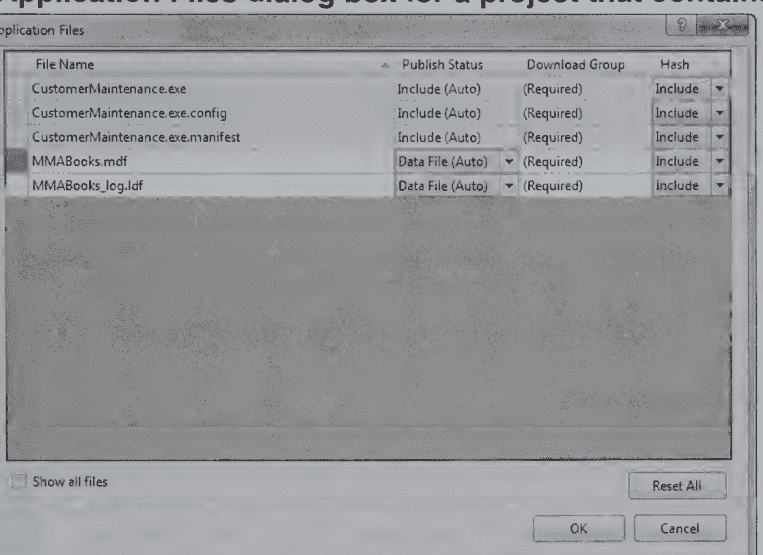 Application Files dialog box for a project that contain
pplication Files
File Name Publish Status Download Group Hash
CustomerMaintenance.exe Include (Auto) (Required) Include
CustomerMaintenance.exe.config Include (Auto) (Required) Include
CustomerMaintenance.exe.manifest Include (Auto) (Required) Include
MMABooks.mdf Data File (Auto) (Required) Include
MMABooks_log.ldf Data File (Auto) (Required) Include
Show all files
Reset All
OK Cancel